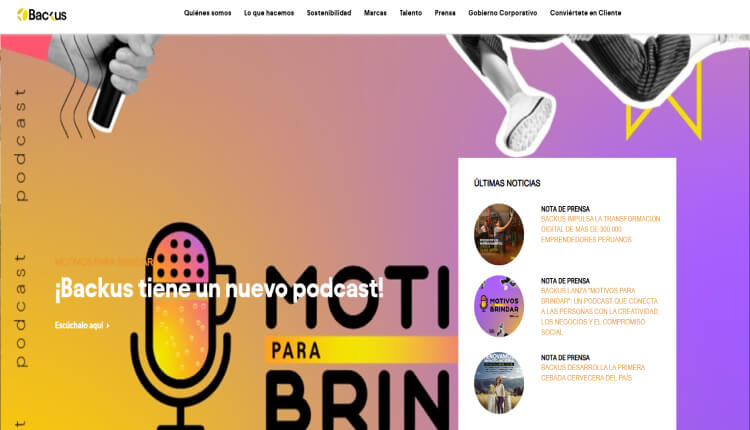 Backus
Quiénes somos
Lo que hacemos
Sostenibilidad
Marcas
Talento
Prensa
Gobierno Corporativo
Conviértete en Cliente
podcast
podcast
MOTIVOS PARA BRINDAR
¡Backus tiene un nuevo podcast!
Escúchalo aquí ›
MOTI
PARA
BRIN
ÚLTIMAS NOTICIAS
NOTA DE PRENSA
BACKUS IMPULSA LA TRANSFORMACIÓN
DIGITAL DE MÁS DE 300,000
EMPRENDEDORES PERUANOS
MOTIVOS
BRINDAR
NOTA DE PRENSA
BACKUS LANZA "MOTIVOS PARA
BRINDAR": UN PODCAST QUE CONECTA
A LAS PERSONAS CON LA CREATIVIDAD,
LOS NEGOCIOS Y EL COMPROMISO
SOCIAL
NOTA DE PRENSA
BACKUS DESARROLLA LA PRIMERA
CEBADA CERVECERA DEL PAÍS